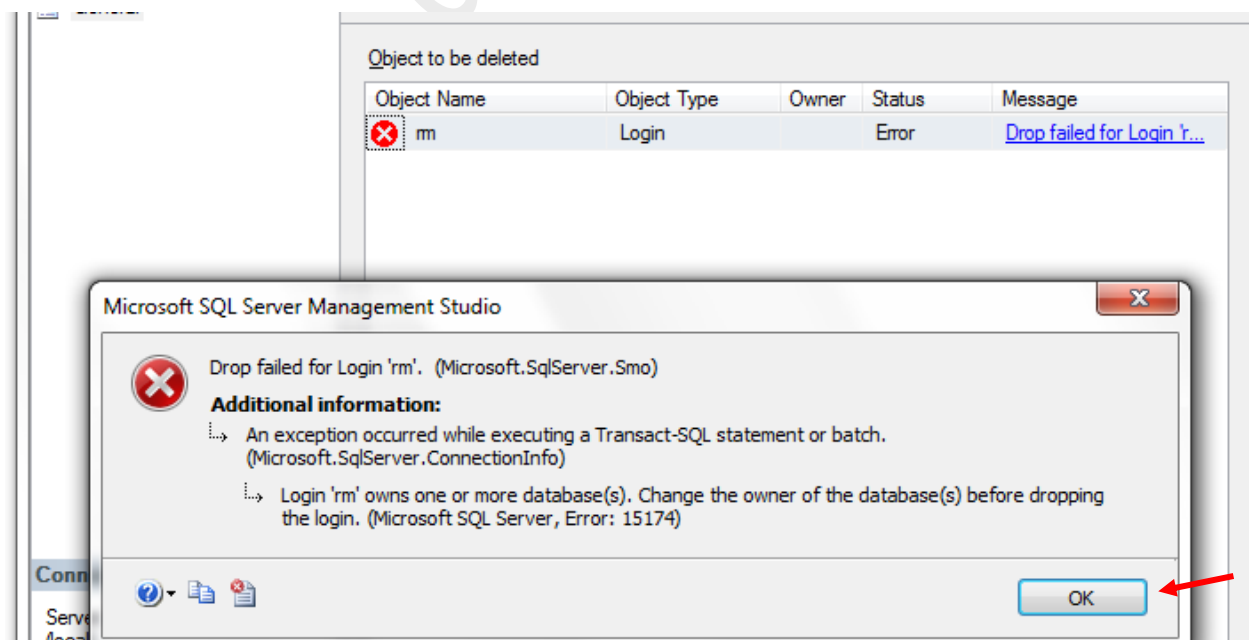 Object to be deleted
Object Name Object Type Owner Status Message
rm Login Error Drop failed for Login 'r...
Microsoft SQL Server Management Studio
Drop failed for Login 'rm'. (Microsoft.SqlServer.Smo)
Additional information:
An exception occurred while executing a Transact-SQL statement or batch.
(Microsoft.SqlServer.ConnectionInfo)
Login 'rm' owns one or more database(s). Change the owner of the database(s) before dropping
the login. (Microsoft SQL Server, Error: 15174)
Conn
OK
Serve